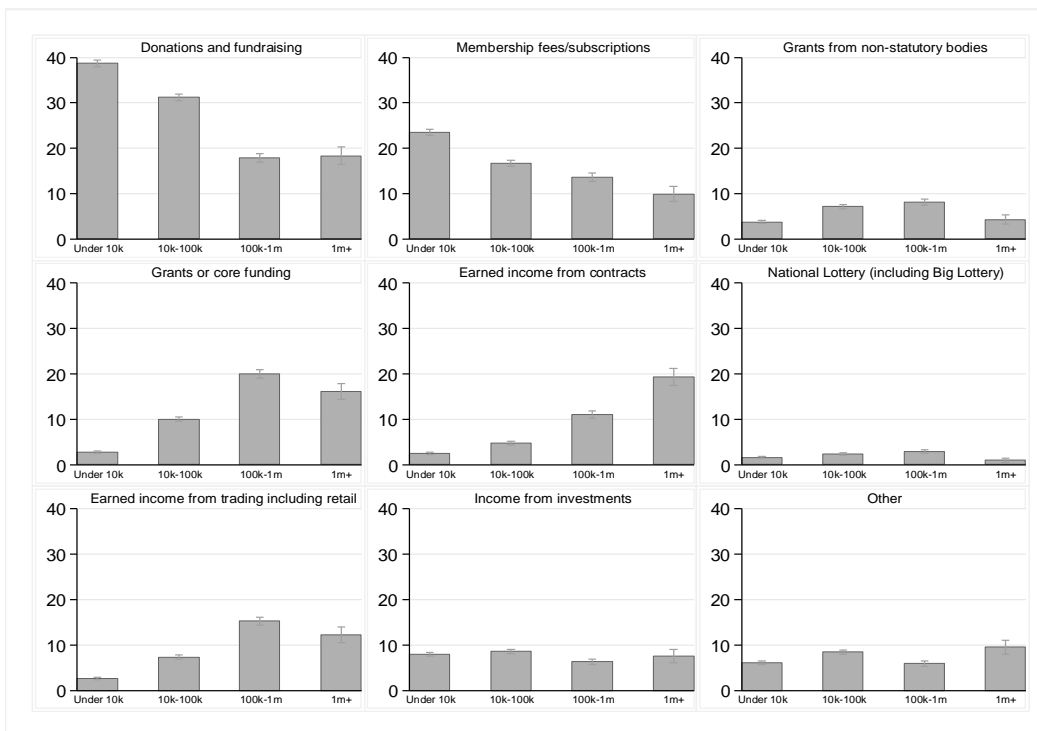 Donations and fundraising
40
30
20
10
0
Under 10k 10k-100k 100k-1m 1m+
Membership fees/subscriptions
40
30
20
10
0
Under 10k 10k-100k 100k-1m 1m+
Grants from non-statutory bodies
40
30
20
10
0
Under 10k 10k-100k 100k-1m 1m+
Grants or core funding
40
30
20
10
0
Under 10k 10k-100k 100k-1m 1m+
Earned income from contracts
40
30
20
10
0
Under 10k 10k-100k 100k-1m 1m+
National Lottery (including Big Lottery)
40
30
20
10
0
Under 10k 10k-100k 100k-1m 1m+
Earned income from trading including retail
40
30
20
10
0
Under 10k 10k-100k 100k-1m 1m+
Income from investments
40
30
20
10
0
Under 10k 10k-100k 100k-1m 1m+
Other
40
30
20
10
0
Under 10k 10k-100k 100k-1m 1m+